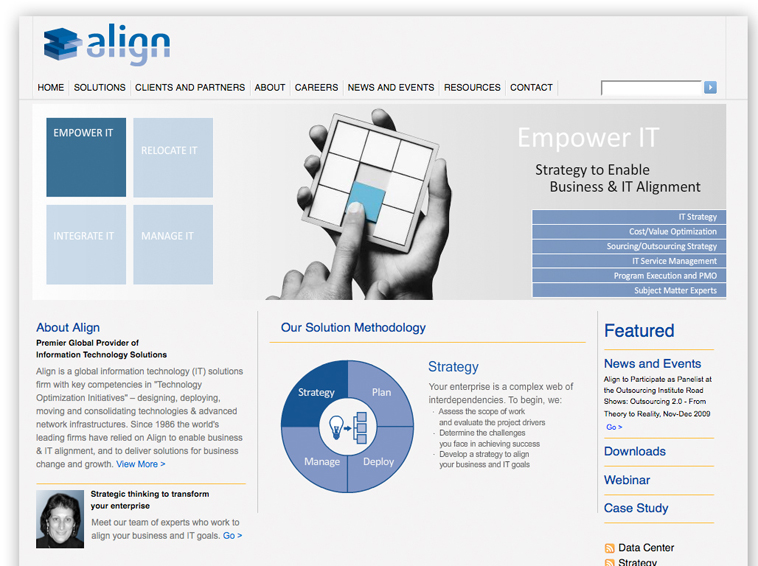 align
HOME
SOLUTIONS
CLIENTS AND PARTNERS
ABOUT
CAREERS
NEWS AND EVENTS
RESOURCES
CONTACT
EMPOWER IT
RELOCATE IT
INTEGRATE IT
MANAGE IT
Empower IT
Strategy to Enable
Business & IT Alignment
IT Strategy
Cost/Value Optimization
Sourcing/Outsourcing Strategy
IT Service Management
Program Execution and PMO
Subject Matter Experts
About Align
Premier Global Provider of
Information Technology Solutions
Align is a global information technology (IT) solutions
firm with key competencies in "Technology
Optimization Initiatives" – designing, deploying,
moving and consolidating technologies & advanced
network infrastructures. Since 1986 the world's
leading firms have relied on Align to enable business
& IT alignment, and to deliver solutions for business
change and growth. View More >
Strategic thinking to transform
your enterprise
Meet our team of experts who work to
align your business and IT goals. Go >
Our Solution Methodology
Strategy
Plan
Manage
Deploy
Strategy
Your enterprise is a complex web of
interdependencies. To begin, we:
· Assess the scope of work
and evaluate the project drivers
· Determine the challenges
you face in achieving success
· Develop a strategy to align
your business and IT goals
Featured
News and Events
Align to Participate as Panelist at
the Outsourcing Institute Road
Shows: Outsourcing 2.0 - From
Theory to Reality, Nov-Dec 2009
Go >
Downloads
Webinar
Case Study
Data Center
Strategy